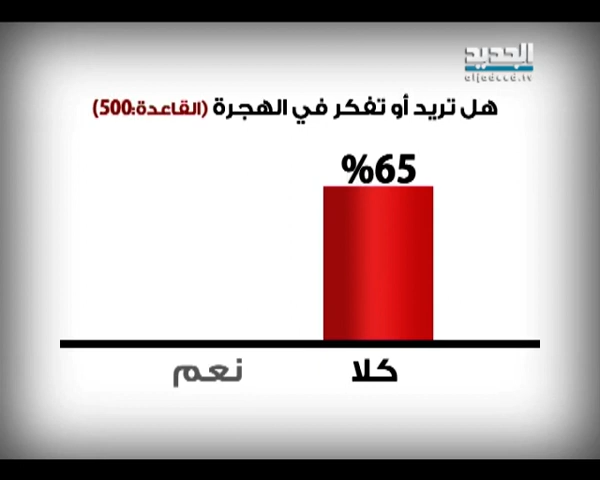 الجديد
aljadeed.tv
هل تريد أو تفكر في الهجرة (القاعدة:500)
%65
كلا
نعم